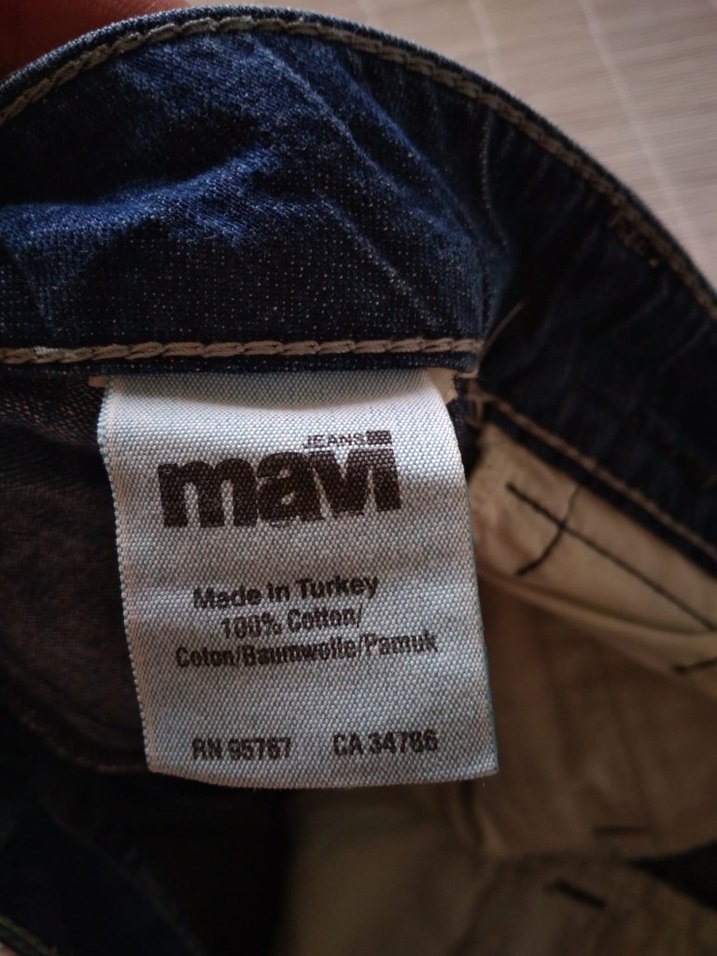 JEANS
mavi
Made in Turkey
100% Cotton/
Coton/Baumwolle/Pamuk
RN 95767 CA 34786